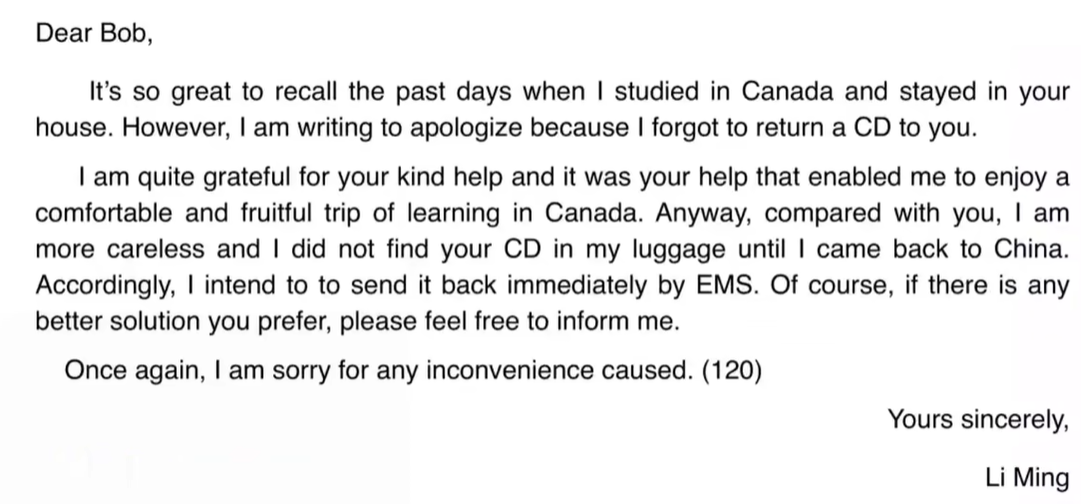 Dear Bob,
It's so great to recall the past days when I studied in Canada and stayed in your
house. However, I am writing to apologize because I forgot to return a CD to you.
I am quite grateful for your kind help and it was your help that enabled me to enjoy a
comfortable and fruitful trip of learning in Canada. Anyway, compared with you, I am
more careless and I did not find your CD in my luggage until I came back to China.
Accordingly, I intend to to send it back immediately by EMS. Of course, if there is any
better solution you prefer, please feel free to inform me.
Once again, I am sorry for any inconvenience caused. (120)
Yours sincerely,
Li Ming